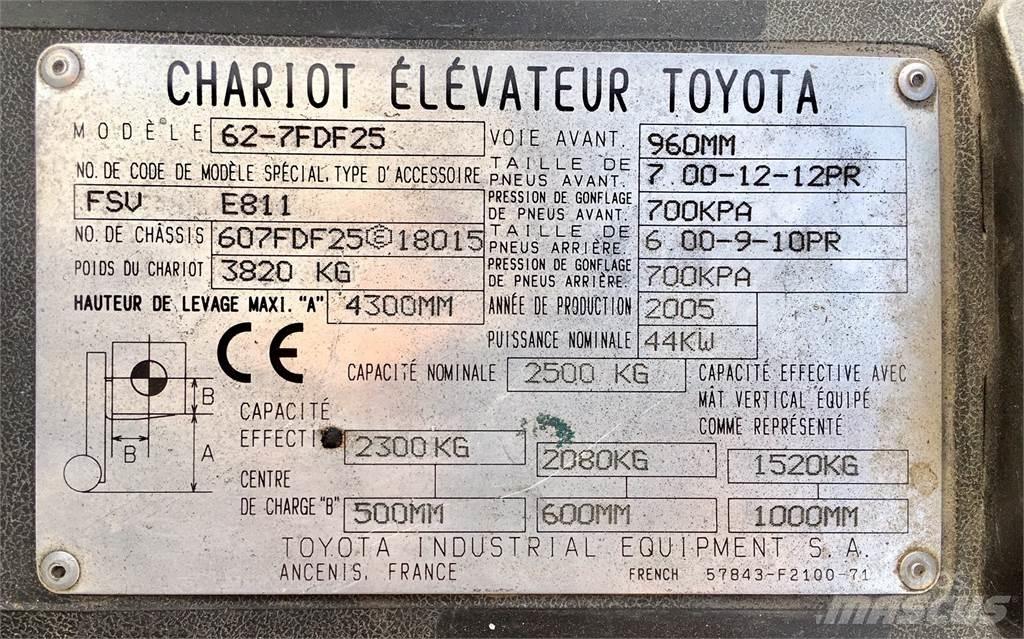 CHARIOT ÉLÉVATEUR TOYOTA
MODÈLE 62-7FDF25
NO. DE CODE DE MODÈLE SPÉCIAL, TYPE D'ACCESSOIRE
FSV E811
NO. DE CHÂSSIS 607FDF25Ⓔ18015
POIDS DU CHARIOT 3820 KG
HAUTEUR DE LEVAGE MAXI. "A" 4300MM
VOIE AVANT. 960MM
TAILLE DE
PNEUS AVANT. 7.00-12-12PR
PRESSION DE GONFLAGE
DE PNEUS AVANT. 700KPA
TAILLE DE
PNEUS ARRIÈRE. 6.00-9-10PR
PRESSION DE GONFLAGE
DE PNEUS ARRIÈRE. 700KPA
ANNÉE DE PRODUCTION 2005
PUISSANCE NOMINALE 44KW
CE
CAPACITÉ NOMINALE 2500 KG
CAPACITÉ EFFECTIVE AVEC
MÂT VERTICAL ÉQUIPÉ
COMME REPRÉSENTÉ
B
B
A
CAPACITÉ
EFFECTI 2300KG 2080KG 1520KG
CENTRE
DE CHARGE "B" 500MM 600MM 1000MM
TOYOTA INDUSTRIAL EQUIPMENT S.A.
ANCENIS, FRANCE
FRENCH 57843-F2100-71
MASCUS